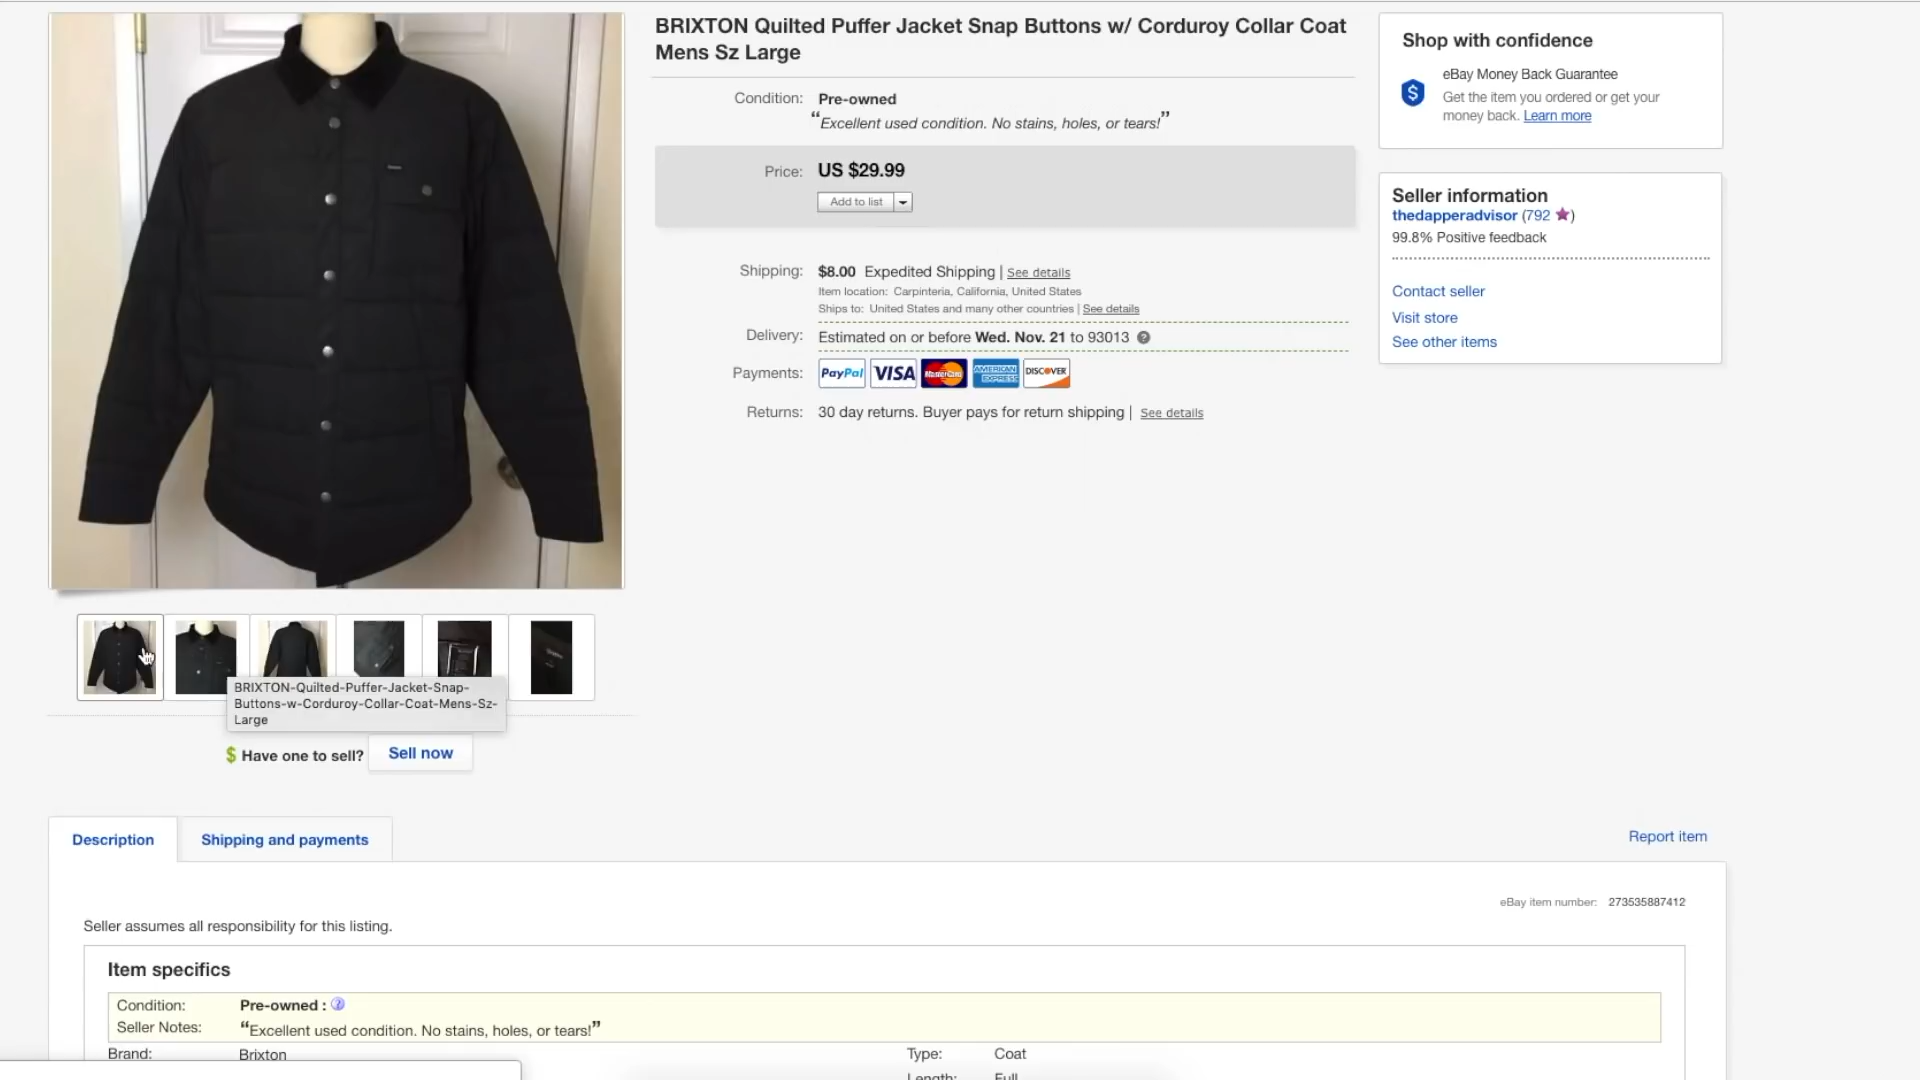 BRIXTON Quilted Puffer Jacket Snap Buttons w/ Corduroy Collar Coat
Mens Sz Large
Condition: Pre-owned
“Excellent used condition. No stains, holes, or tears!”
Price: US $29.99
Add to list
Shipping: $8.00 Expedited Shipping | See details
Item location: Carpinteria, California, United States
Ships to: United States and many other countries | See details
Delivery: Estimated on or before Wed. Nov. 21 to 93013
Payments: PayPal VISA MasterCard AMERICAN EXPRESS DISCOVER
Returns: 30 day returns. Buyer pays for return shipping | See details
Shop with confidence
eBay Money Back Guarantee
Get the item you ordered or get your
money back. Learn more
Seller information
thedapperadvisor (792 )
99.8% Positive feedback
Contact seller
Visit store
See other items
BRIXTON-Quilted-Puffer-Jacket-Snap-
Buttons-w-Corduroy-Collar-Coat-Mens-Sz-
Large
$ Have one to sell? Sell now
Description
Shipping and payments
Report item
eBay item number: 273535887412
Seller assumes all responsibility for this listing.
Item specifics
Condition: Pre-owned :
Seller Notes: “Excellent used condition. No stains, holes, or tears!”
Brand: Brixton Type: Coat
Length: Full